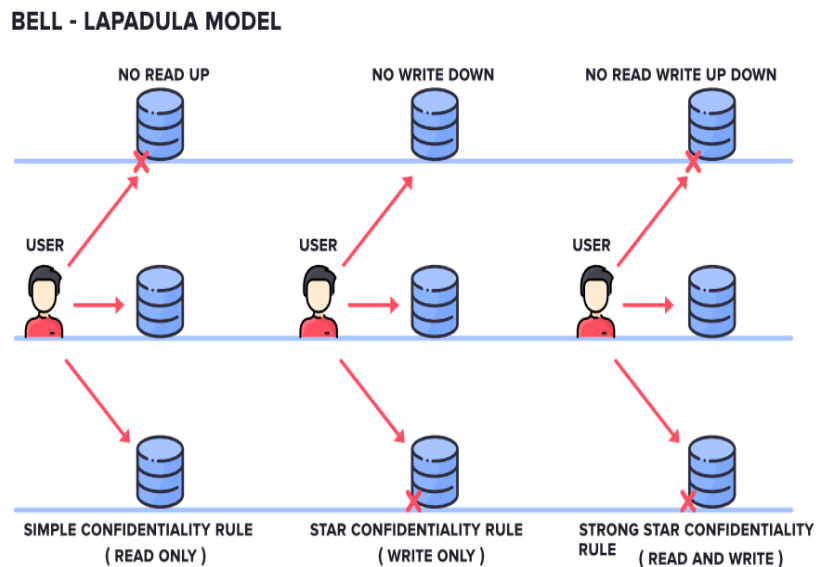 BELL - LAPADULA MODEL
NO READ UP
NO WRITE DOWN
NO READ WRITE UP DOWN
USER
USER
USER
SIMPLE CONFIDENTIALITY RULE
( READ ONLY )
STAR CONFIDENTIALITY RULE
( WRITE ONLY )
STRONG STAR CONFIDENTIALITY
RULE
( READ AND WRITE )